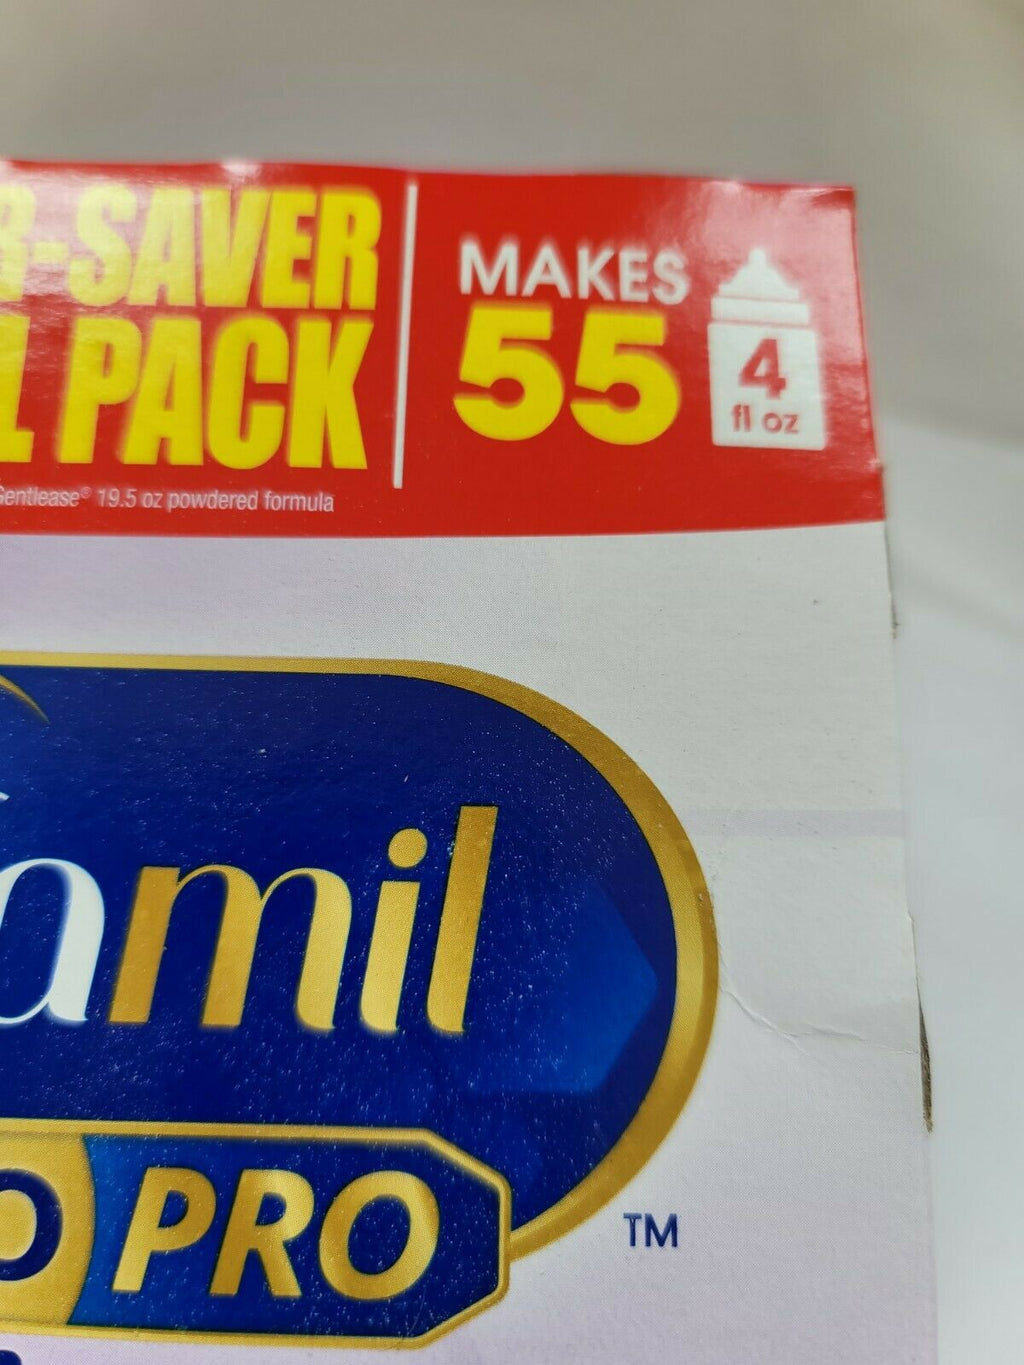 R-SAVER
L PACK
MAKES
55
4
fl oz
Gentlease® 19.5 oz powdered formula
amil
O PRO
TM